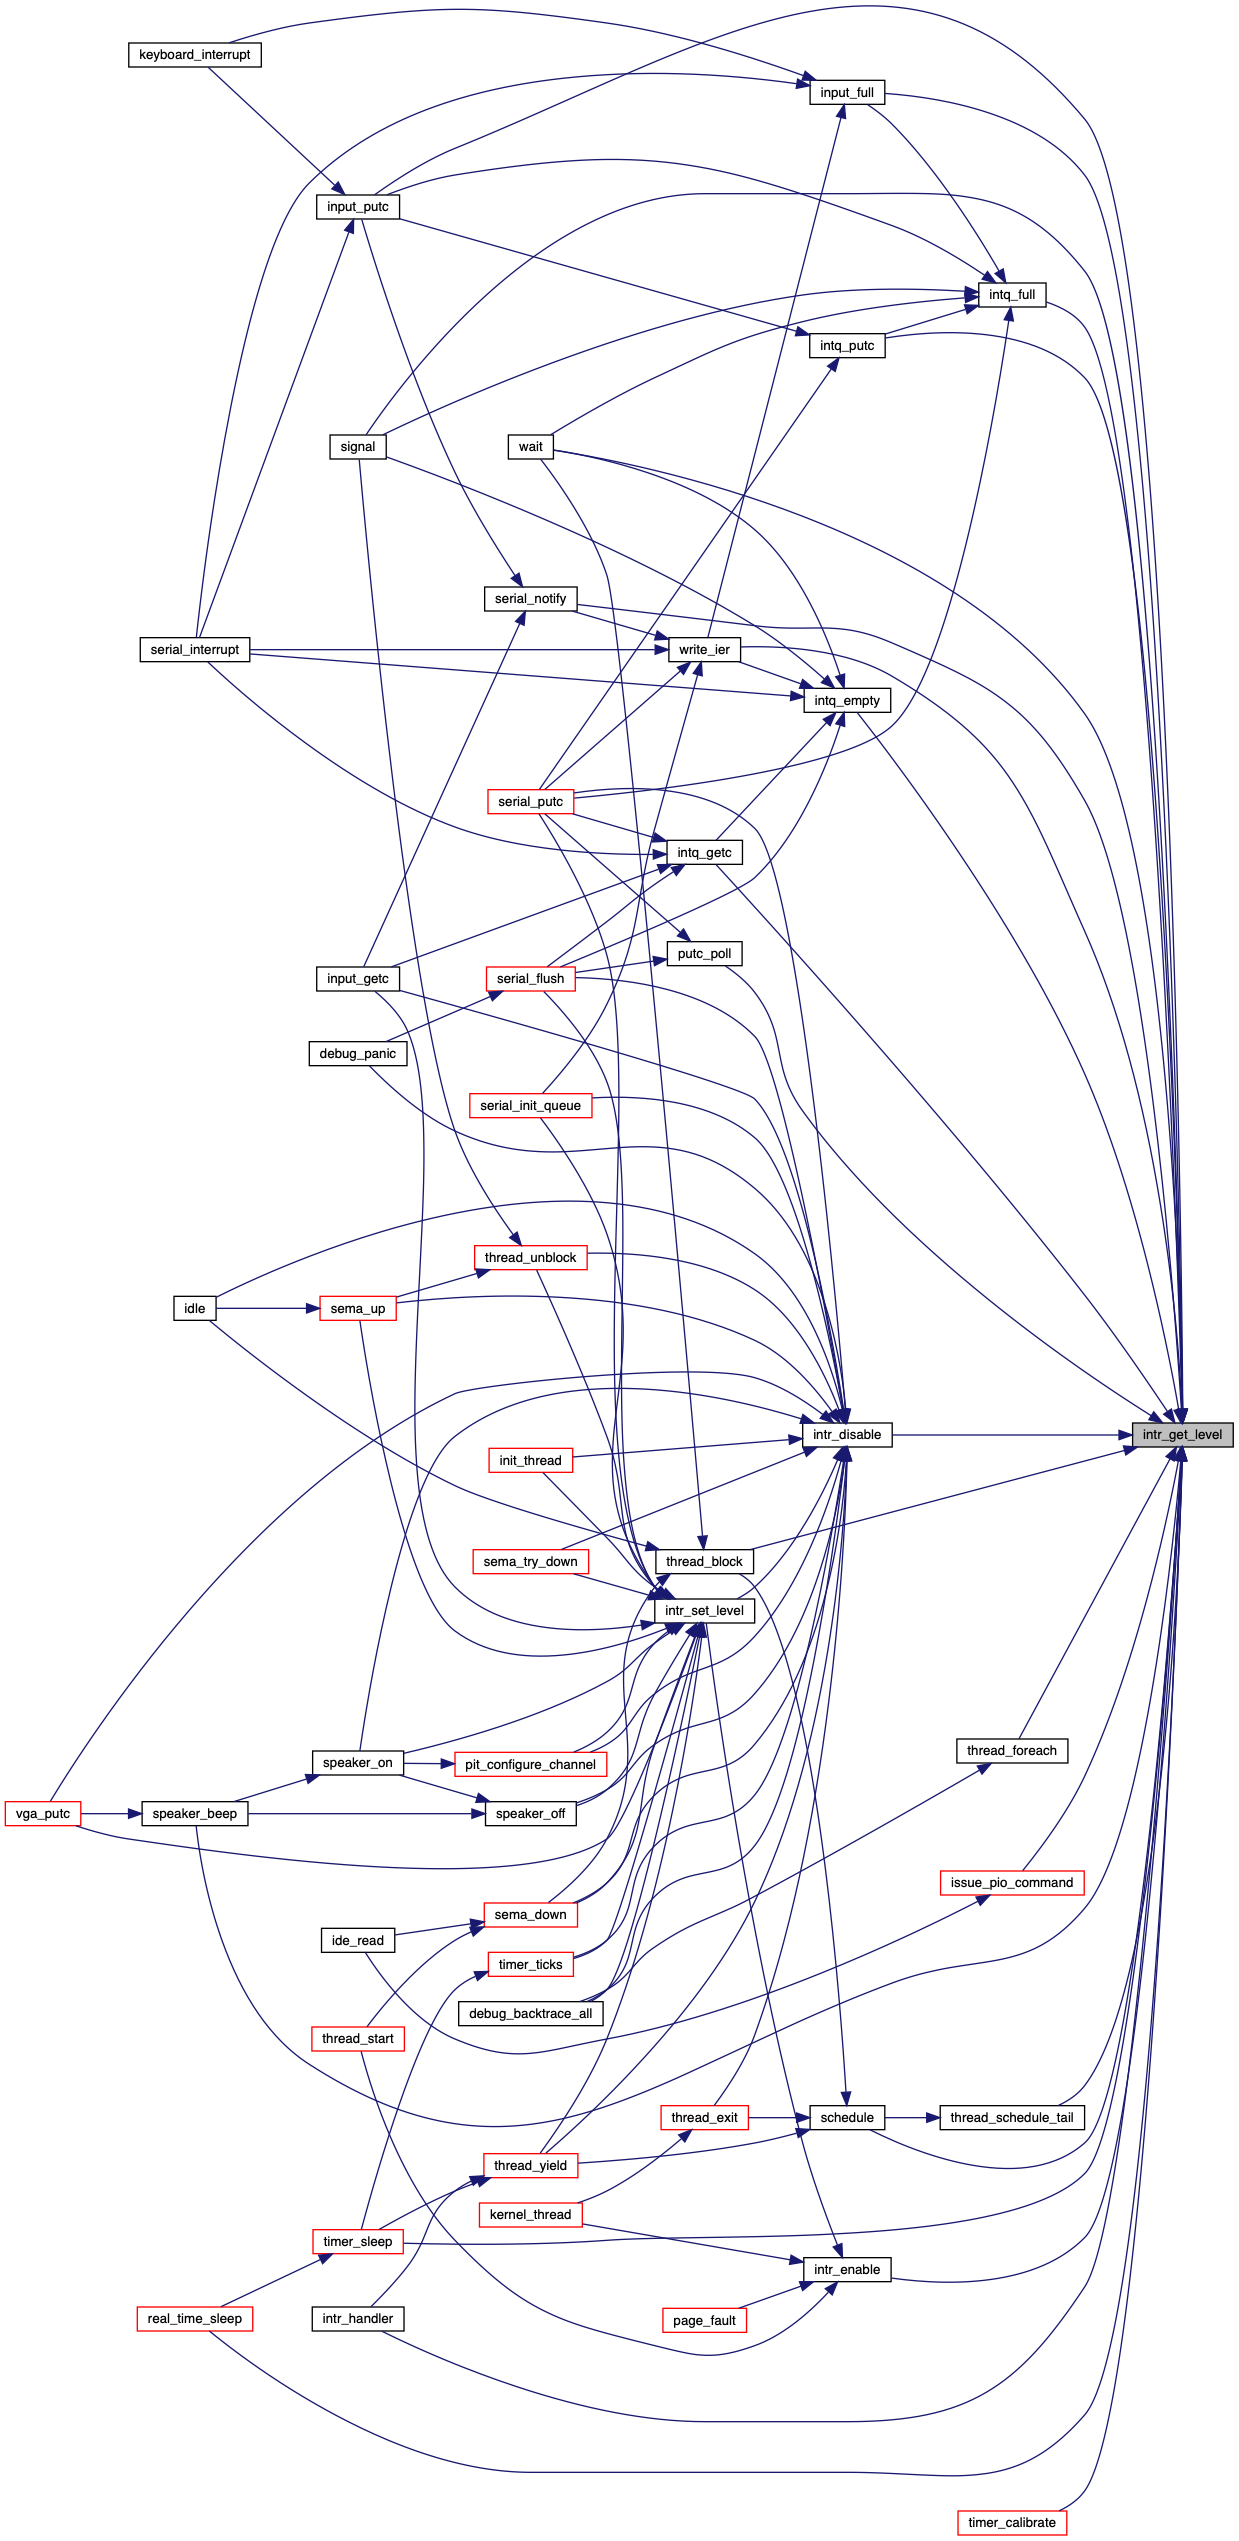 keyboard_interrupt
input_full
input_putc
intq_full
intq_putc
signal
wait
serial_notify
serial_interrupt
write_ier
intq_empty
serial_putc
intq_getc
putc_poll
input_getc
serial_flush
debug_panic
serial_init_queue
thread_unblock
idle
sema_up
intr_disable
intr_get_level
init_thread
sema_try_down
thread_block
intr_set_level
thread_foreach
speaker_on
pit_configure_channel
vga_putc
speaker_beep
speaker_off
issue_pio_command
sema_down
ide_read
timer_ticks
debug_backtrace_all
thread_start
thread_exit
schedule
thread_schedule_tail
thread_yield
kernel_thread
timer_sleep
intr_enable
real_time_sleep
intr_handler
page_fault
timer_calibrate